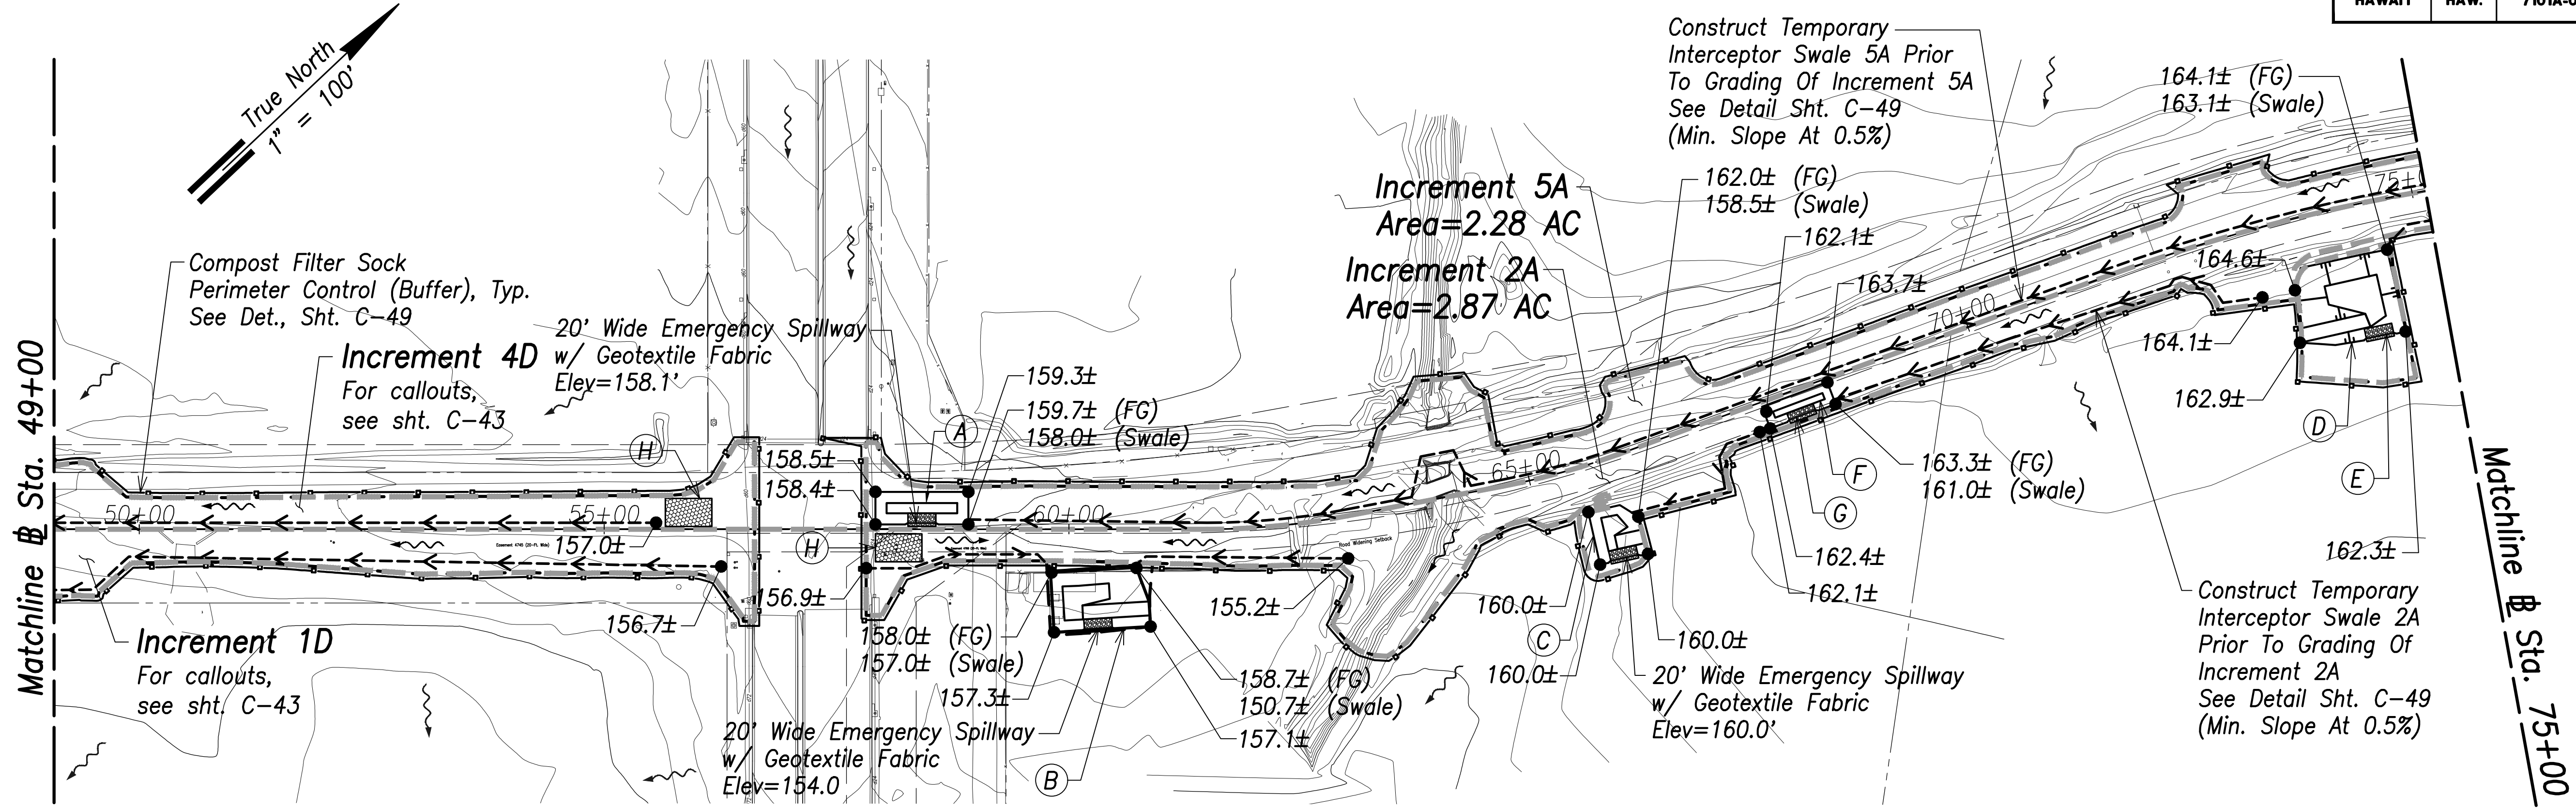 HAWAII HAW.
True North
1" = 100'
Matchline B Sta. 49+00
Compost Filter Sock
Perimeter Control (Buffer), Typ.
See Det., Sht. C-49
Increment 4D
For callouts,
see sht. C-43
20' Wide Emergency Spillway
w/ Geotextile Fabric
Elev=158.1'
H
50+00
55+00
157.0±
Increment 1D
For callouts,
see sht. C-43
156.7±
158.5±
158.4±
A
159.3±
159.7± (FG)
158.0± (Swale)
60+00
H
156.9±
158.0± (FG)
157.0± (Swale)
157.3±
20' Wide Emergency Spillway
w/ Geotextile Fabric
Elev=154.0
B
155.2±
158.7± (FG)
150.7± (Swale)
157.1±
Road Widening Setback
Construct Temporary
Interceptor Swale 5A Prior
To Grading Of Increment 5A
See Detail Sht. C-49
(Min. Slope At 0.5%)
Increment 5A
Area=2.28 AC
Increment 2A
Area=2.87 AC
162.0± (FG)
158.5± (Swale)
162.1±
163.7±
65+00
70+00
160.0±
C
160.0±
160.0±
20' Wide Emergency Spillway
w/ Geotextile Fabric
Elev=160.0'
F
G
163.3± (FG)
161.0± (Swale)
162.4±
162.1±
164.1± (FG)
163.1± (Swale)
164.6±
164.1±
162.9±
D
E
162.3±
Construct Temporary
Interceptor Swale 2A
Prior To Grading Of
Increment 2A
See Detail Sht. C-49
(Min. Slope At 0.5%)
Matchline B Sta. 75+00